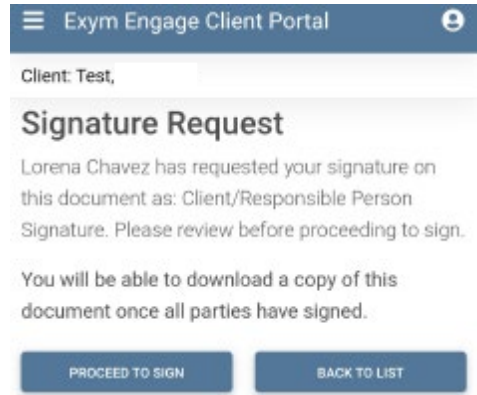 Exym Engage Client Portal
Client: Test,
Signature Request
Lorena Chavez has requested your signature on
this document as: Client/Responsible Person
Signature. Please review before proceeding to sign.
You will be able to download a copy of this
document once all parties have signed.
PROCEED TO SIGN
BACK TO LIST